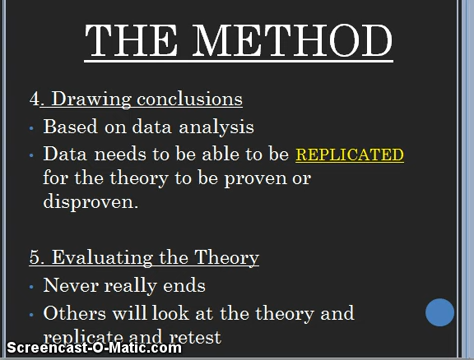 THE METHOD
4. Drawing conclusions
• Based on data analysis
• Data needs to be able to be REPLICATED
for the theory to be proven or
disproven.
5. Evaluating the Theory
• Never really ends
• Others will look at the theory and
replicate and retest
Screencast-O-Matic.com